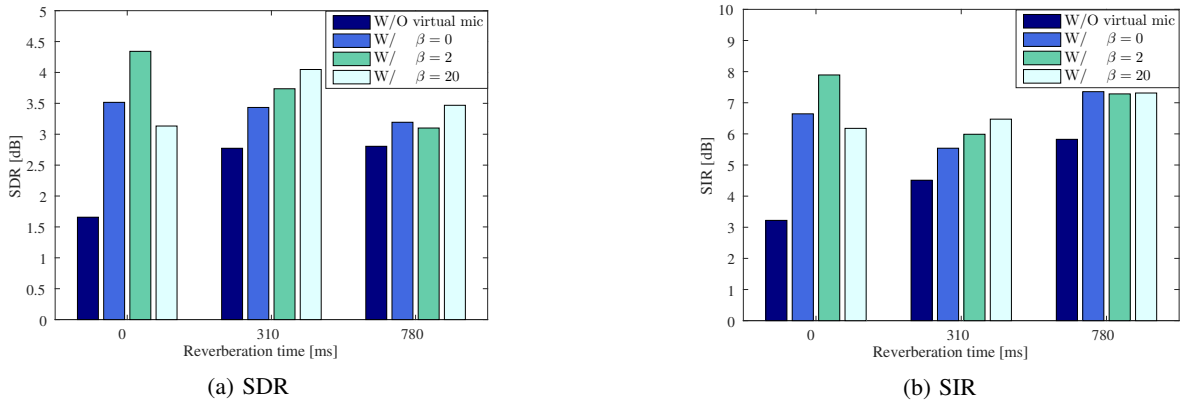 5
4.5
4
3.5
3
2.5
2
1.5
1
0.5
0
SDR [dB]
0 310 780
Reverberation time [ms]
W/O virtual mic
W/ β = 0
W/ β = 2
W/ β = 20
(a) SDR
10
9
8
7
6
5
4
3
2
1
0
SIR [dB]
0 310 780
Reverberation time [ms]
W/O virtual mic
W/ β = 0
W/ β = 2
W/ β = 20
(b) SIR